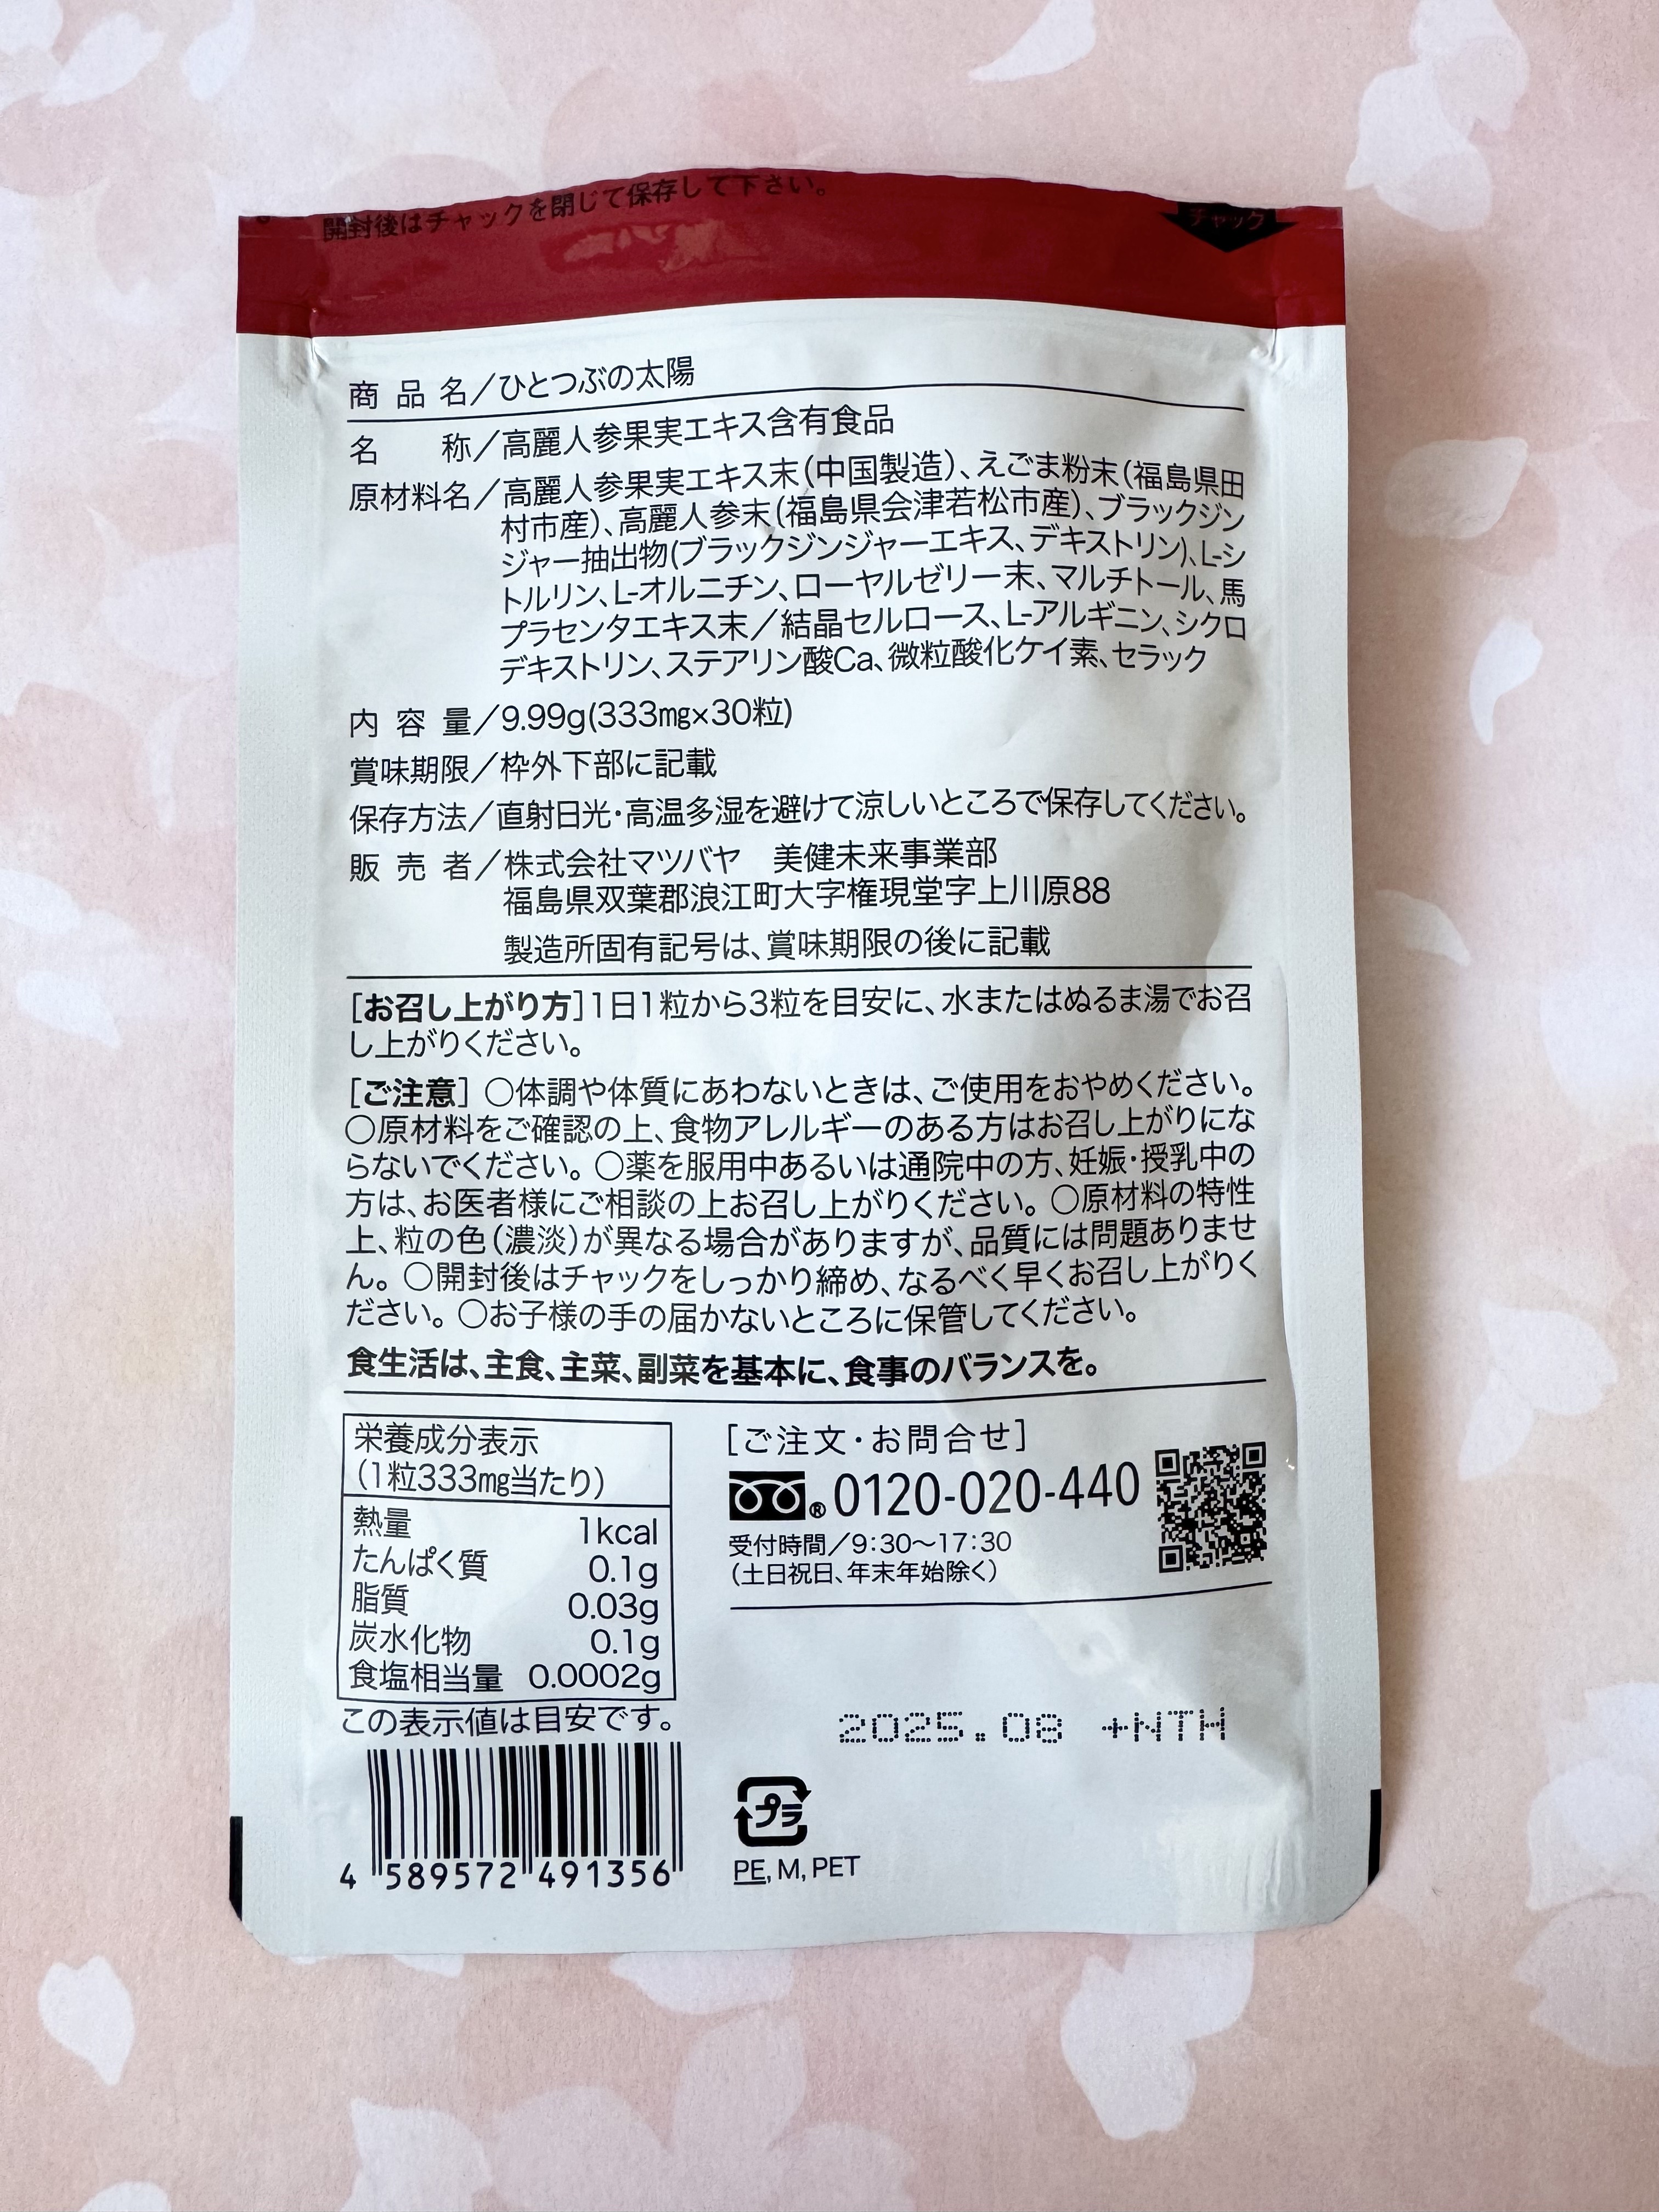 開封後はチャックを閉じて保存して下さい。
チャック
商品名／ひとつぶの太陽
名　称／高麗人参果実エキス含有食品
原材料名／高麗人参果実エキス末(中国製造)、えごま粉末(福島県田
村市産)、高麗人参末(福島県会津若松市産)、ブラックジン
ジャー抽出物(ブラックジンジャーエキス、デキストリン)、L-シ
トルリン、L-オルニチン、ローヤルゼリー末、マルチトール、馬
プラセンタエキス末／結晶セルロース、L-アルギニン、シクロ
デキストリン、ステアリン酸Ca、微粒酸化ケイ素、セラック
内容量／9.99g(333mg×30粒)
賞味期限／枠外下部に記載
保存方法／直射日光・高温多湿を避けて涼しいところで保存してください。
販売者／株式会社マツバヤ　美健未来事業部
福島県双葉郡浪江町大字権現堂字上川原88
製造所固有記号は、賞味期限の後に記載
[お召し上がり方]1日1粒から3粒を目安に、水またはぬるま湯でお召
し上がりください。
[ご注意] ○体調や体質にあわないときは、ご使用をおやめください。
○原材料をご確認の上、食物アレルギーのある方はお召し上がりにな
らないでください。○薬を服用中あるいは通院中の方、妊娠・授乳中の
方は、お医者様にご相談の上お召し上がりください。○原材料の特性
上、粒の色(濃淡)が異なる場合がありますが、品質には問題ありませ
ん。○開封後はチャックをしっかり締め、なるべく早くお召し上がりく
ださい。○お子様の手の届かないところに保管してください。
食生活は、主食、主菜、副菜を基本に、食事のバランスを。
栄養成分表示
(1粒333mg当たり)
熱量 1kcal
たんぱく質 0.1g
脂質 0.03g
炭水化物 0.1g
食塩相当量 0.0002g
この表示値は目安です。
4 589572 491356
[ご注文・お問合せ]
® 0120-020-440
受付時間／9:30～17:30
(土日祝日、年末年始除く)
2025.08 +NTH
プラ
PE, M, PET